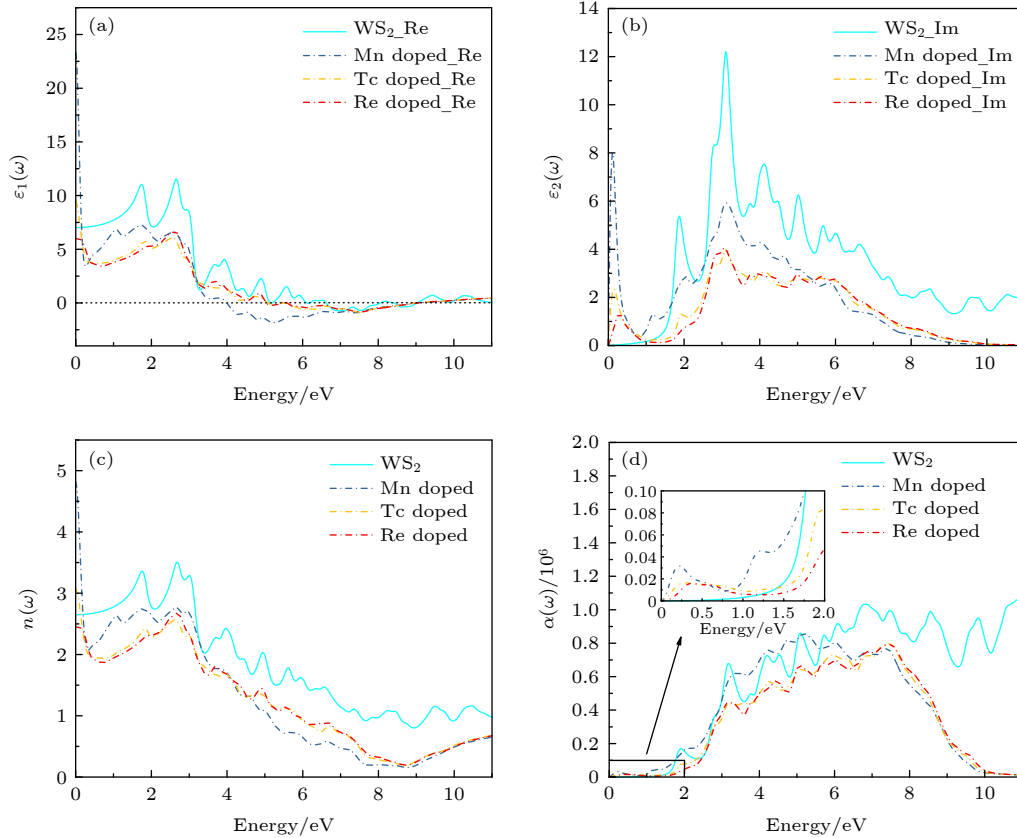 (a)
WS₂_Re
Mn doped_Re
Tc doped_Re
Re doped_Re
25
20
15
10
5
0
ε₁(ω)
0 2 4 6 8 10
Energy/eV
(b)
WS₂_Im
Mn doped_Im
Tc doped_Im
Re doped_Im
14
12
10
8
6
4
2
0
ε₂(ω)
0 2 4 6 8 10
Energy/eV
(c)
WS₂
Mn doped
Tc doped
Re doped
5
4
3
2
1
0
n(ω)
0 2 4 6 8 10
Energy/eV
(d)
WS₂
Mn doped
Tc doped
Re doped
2.0
1.8
1.6
1.4
1.2
1.0
0.8
0.6
0.4
0.2
0
α(ω)/10⁶
0.10
0.08
0.06
0.04
0.02
0
0 0.5 1.0 1.5 2.0
Energy/eV
0 2 4 6 8 10
Energy/eV